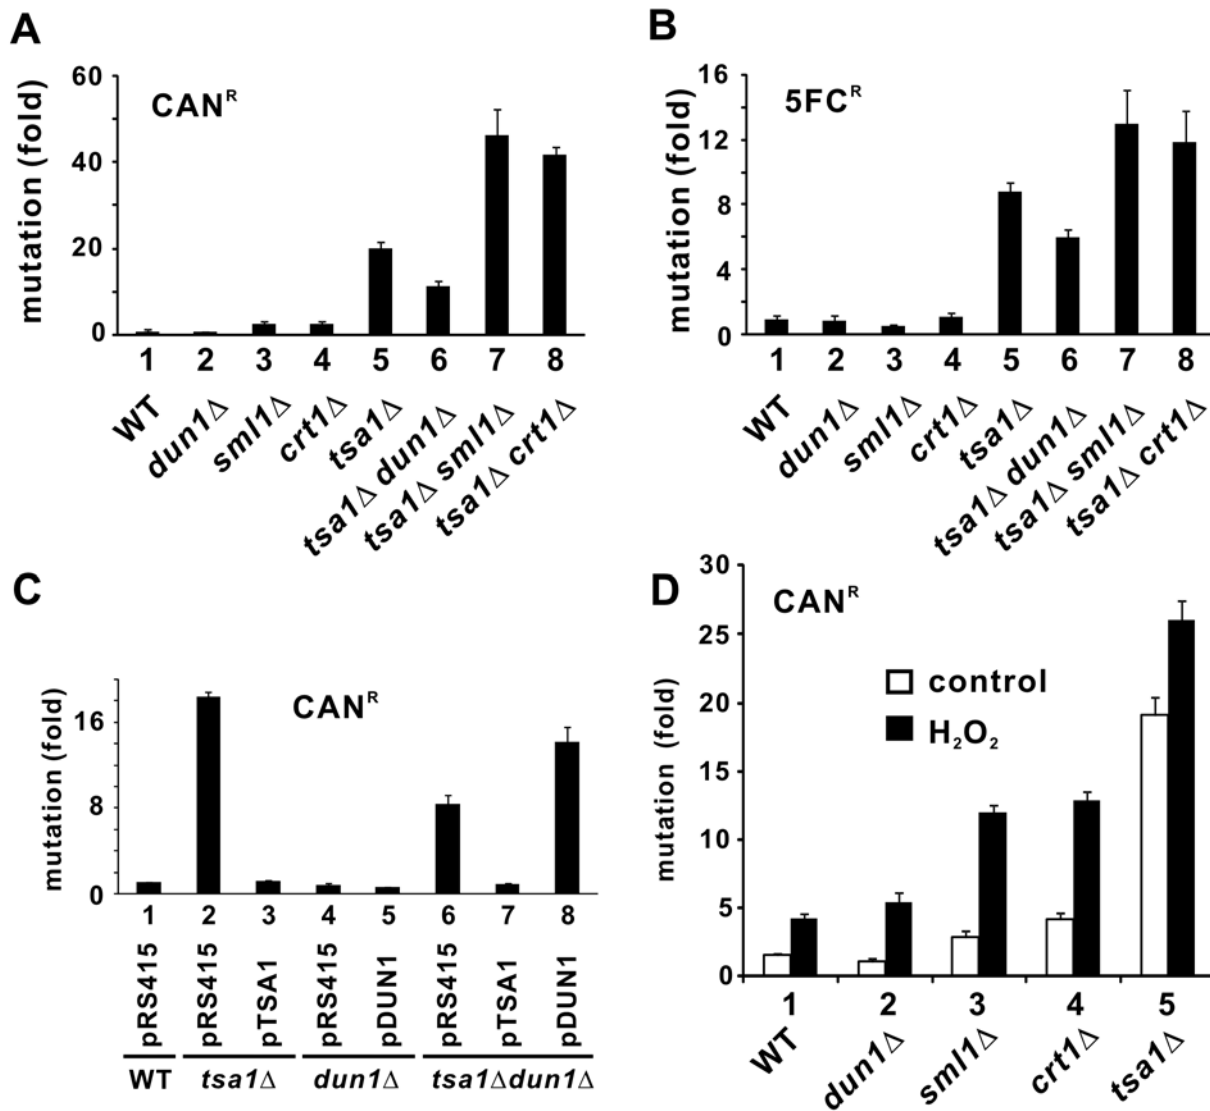 A
CAN^R
mutation (fold)
60
40
20
0
1 2 3 4 5 6 7 8
WT
dun1Δ
sml1Δ
crt1Δ
tsa1Δ
tsa1Δ dun1Δ
tsa1Δ sml1Δ
tsa1Δ crt1Δ
B
5FC^R
mutation (fold)
16
12
8
4
0
1 2 3 4 5 6 7 8
WT
dun1Δ
sml1Δ
crt1Δ
tsa1Δ
tsa1Δ dun1Δ
tsa1Δ sml1Δ
tsa1Δ crt1Δ
C
CAN^R
mutation (fold)
16
8
0
1 2 3 4 5 6 7 8
pRS415
pRS415
pTSA1
pRS415
pDUN1
pRS415
pTSA1
pDUN1
WT tsa1Δ dun1Δ tsa1Δdun1Δ
D
CAN^R
control
H₂O₂
mutation (fold)
30
25
20
15
10
5
0
1 2 3 4 5
WT
dun1Δ
sml1Δ
crt1Δ
tsa1Δ